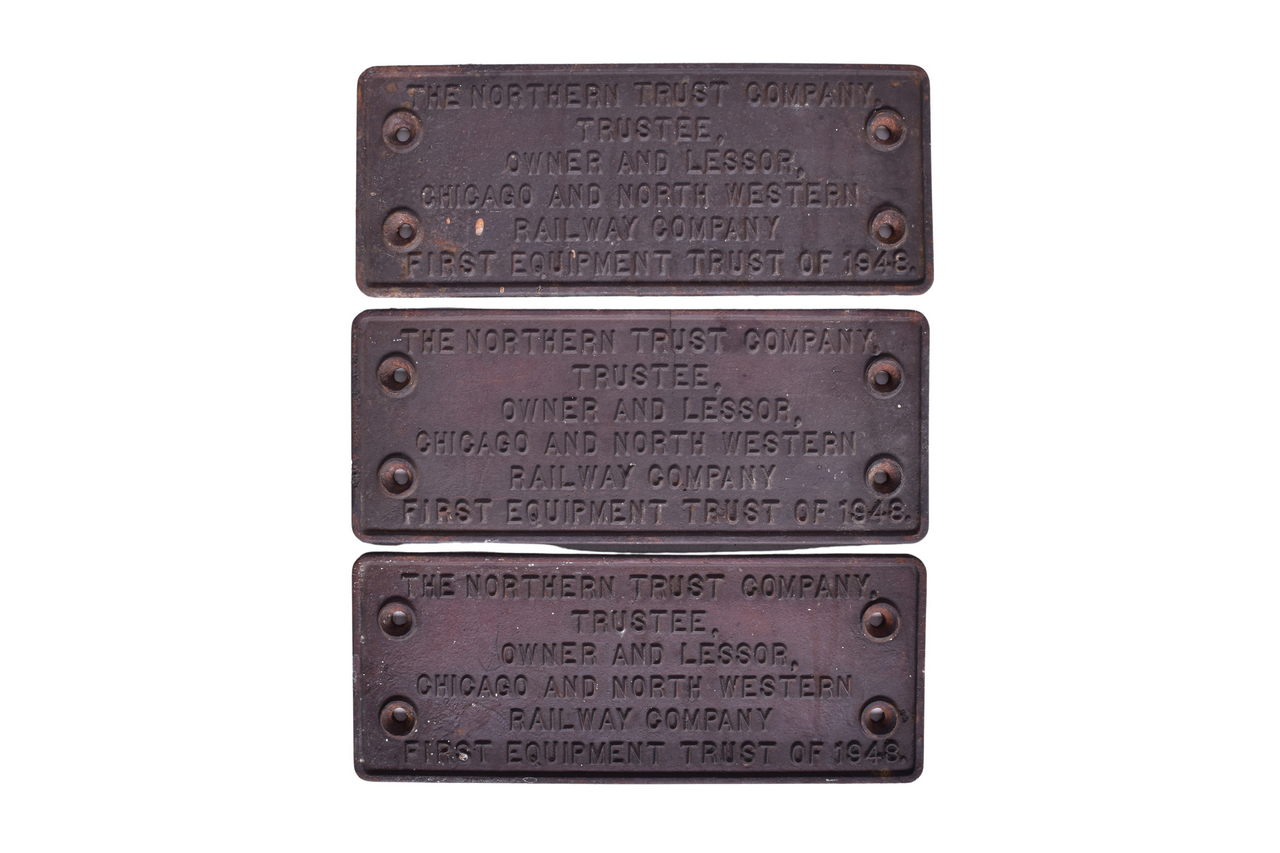 THE NORTHERN TRUST COMPANY,
TRUSTEE,
OWNER AND LESSOR,
CHICAGO AND NORTH WESTERN
RAILWAY COMPANY
FIRST EQUIPMENT TRUST OF 1948.
THE NORTHERN TRUST COMPANY,
TRUSTEE,
OWNER AND LESSOR,
CHICAGO AND NORTH WESTERN
RAILWAY COMPANY
FIRST EQUIPMENT TRUST OF 1948.
THE NORTHERN TRUST COMPANY,
TRUSTEE,
OWNER AND LESSOR,
CHICAGO AND NORTH WESTERN
RAILWAY COMPANY
FIRST EQUIPMENT TRUST OF 1948.